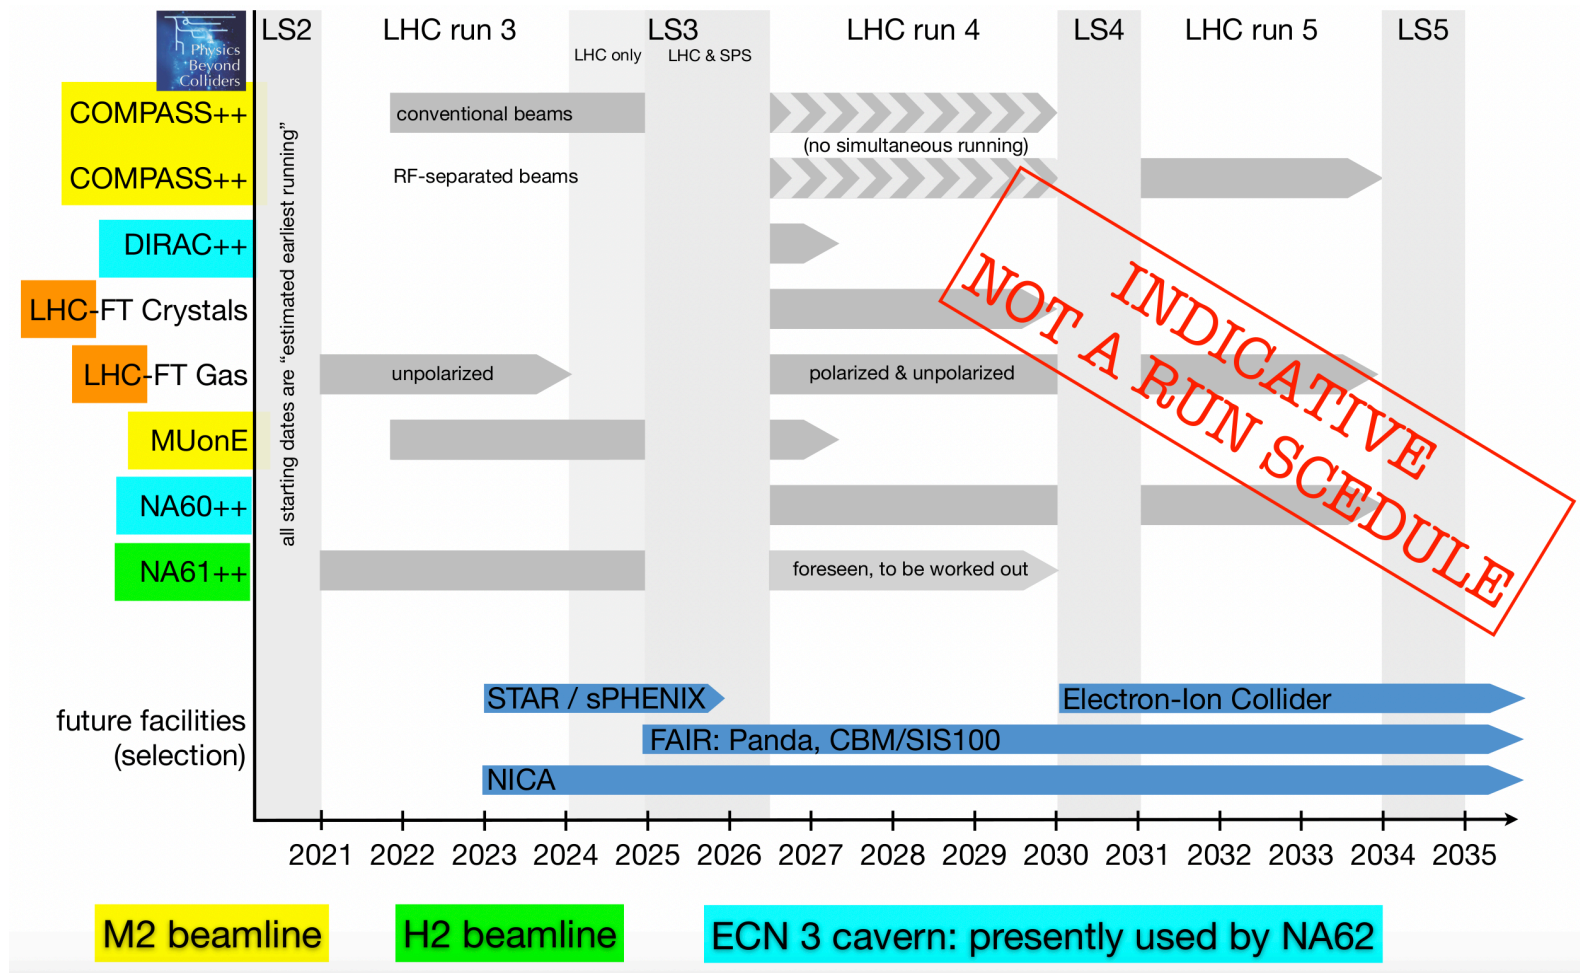 Physics
Beyond
Colliders
LS2
LHC run 3
LS3
LHC run 4
LS4
LHC run 5
LS5
LHC only
LHC & SPS
COMPASS++
conventional beams
(no simultaneous running)
COMPASS++
RF-separated beams
DIRAC++
LHC-FT Crystals
LHC-FT Gas
unpolarized
polarized & unpolarized
MUonE
NA60++
NA61++
foreseen, to be worked out
all starting dates are “estimated earliest running”
INDICATIVE
NOT A RUN SCEDULE
future facilities
(selection)
STAR / sPHENIX
Electron-Ion Collider
FAIR: Panda, CBM/SIS100
NICA
2021 2022 2023 2024 2025 2026 2027 2028 2029 2030 2031 2032 2033 2034 2035
M2 beamline
H2 beamline
ECN 3 cavern: presently used by NA62